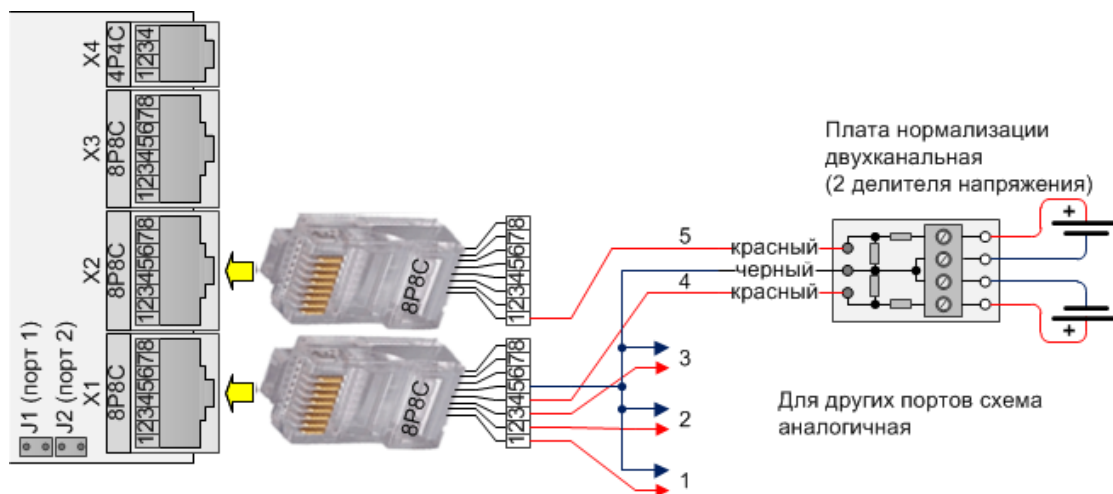 X4
4P4C
1234
X3
8P8C
12345678
X2
8P8C
12345678
X1
8P8C
12345678
J1 (порт 1)
J2 (порт 2)
8P8C
12345678
8P8C
12345678
5
4
3
2
1
красный
черный
красный
Плата нормализации
двухканальная
(2 делителя напряжения)
+
+
Для других портов схема
аналогичная